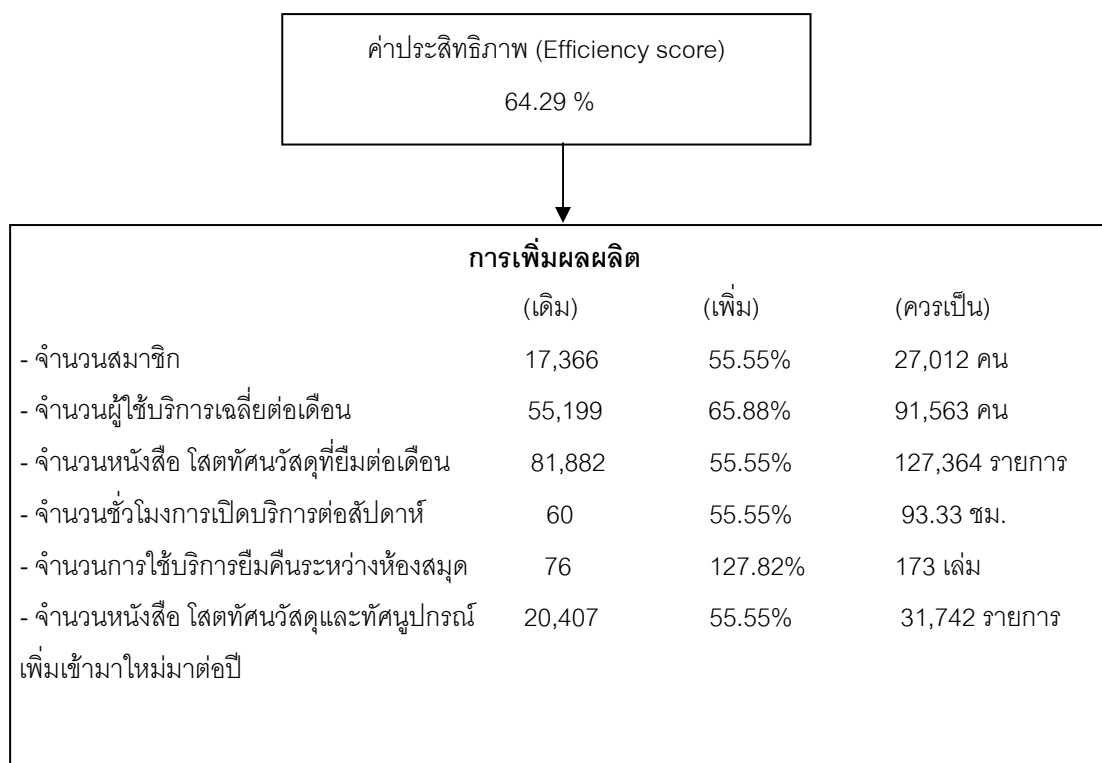 ค่าประสิทธิภาพ (Efficiency score)
64.29 %
การเพิ่มผลผลิต
(เดิม) (เพิ่ม) (ควรเป็น)
- จำนวนสมาชิก 17,366 55.55% 27,012 คน
- จำนวนผู้ใช้บริการเฉลี่ยต่อเดือน 55,199 65.88% 91,563 คน
- จำนวนหนังสือ โสตทัศนวัสดุที่ยืมต่อเดือน 81,882 55.55% 127,364 รายการ
- จำนวนชั่วโมงการเปิดบริการต่อสัปดาห์ 60 55.55% 93.33 ชม.
- จำนวนการใช้บริการยืมคืนระหว่างห้องสมุด 76 127.82% 173 เล่ม
- จำนวนหนังสือ โสตทัศนวัสดุและทัศนูปกรณ์ 20,407 55.55% 31,742 รายการ
เพิ่มเข้ามาใหม่มาต่อปี